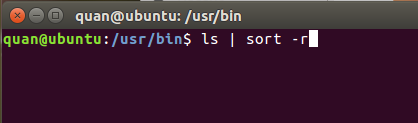 quan@ubuntu: /usr/bin
quan@ubuntu:/usr/bin$ ls | sort -r